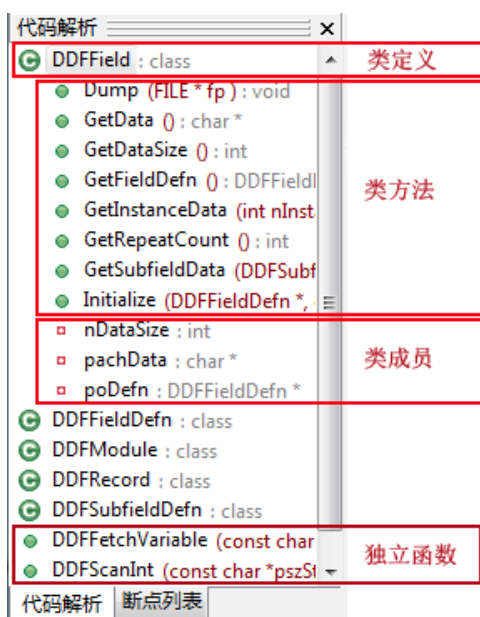 代码解析
DDFField : class
类定义
Dump (FILE * fp) : void
GetData () : char *
GetDataSize () : int
GetFieldDefn () : DDFFieldl
GetInstanceData (int nInst
GetRepeatCount () : int
GetSubfieldData (DDFSubf
Initialize (DDFFieldDefn *,
类方法
nDataSize : int
pachData : char *
poDefn : DDFFieldDefn *
类成员
DDFFieldDefn : class
DDFModule : class
DDFRecord : class
DDFSubfieldDefn : class
DDFFetchVariable (const char
DDFScanInt (const char *pszSt
独立函数
代码解析 断点列表